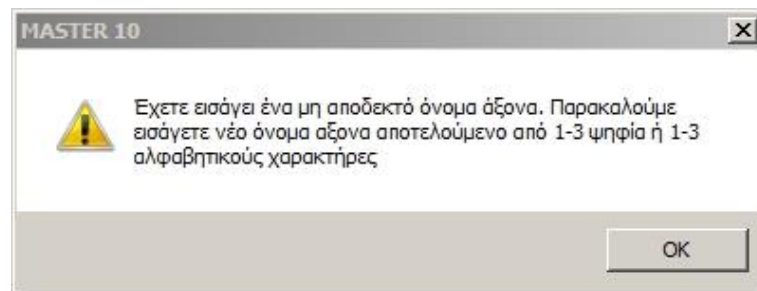 MASTER 10
Έχετε εισάγει ένα μη αποδεκτό όνομα άξονα. Παρακαλούμε
εισάγετε νέο όνομα αξονα αποτελούμενο από 1-3 ψηφία ή 1-3
αλφαβητικούς χαρακτήρες
OK